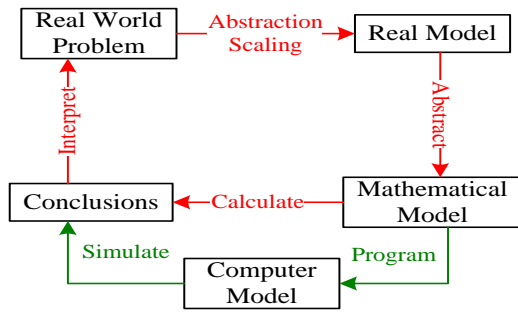 Real World
Problem
Abstraction
Scaling
Real Model
Interpret
Abstract
Conclusions
Calculate
Mathematical
Model
Simulate
Program
Computer
Model